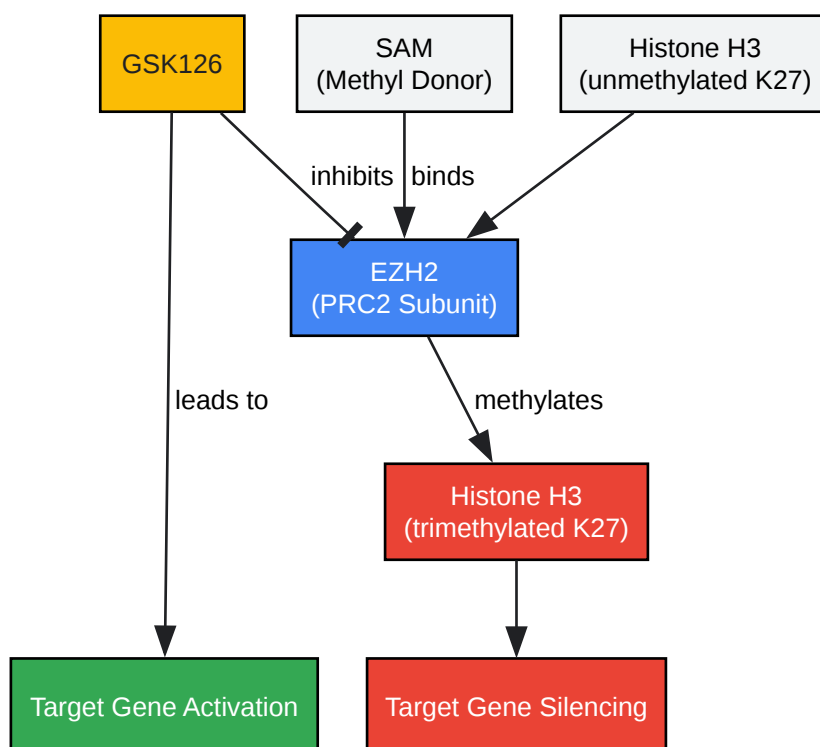 GSK126
SAM
(Methyl Donor)
Histone H3
(unmethylated K27)
inhibits
binds
EZH2
(PRC2 Subunit)
leads to
methylates
Histone H3
(trimethylated K27)
Target Gene Activation
Target Gene Silencing